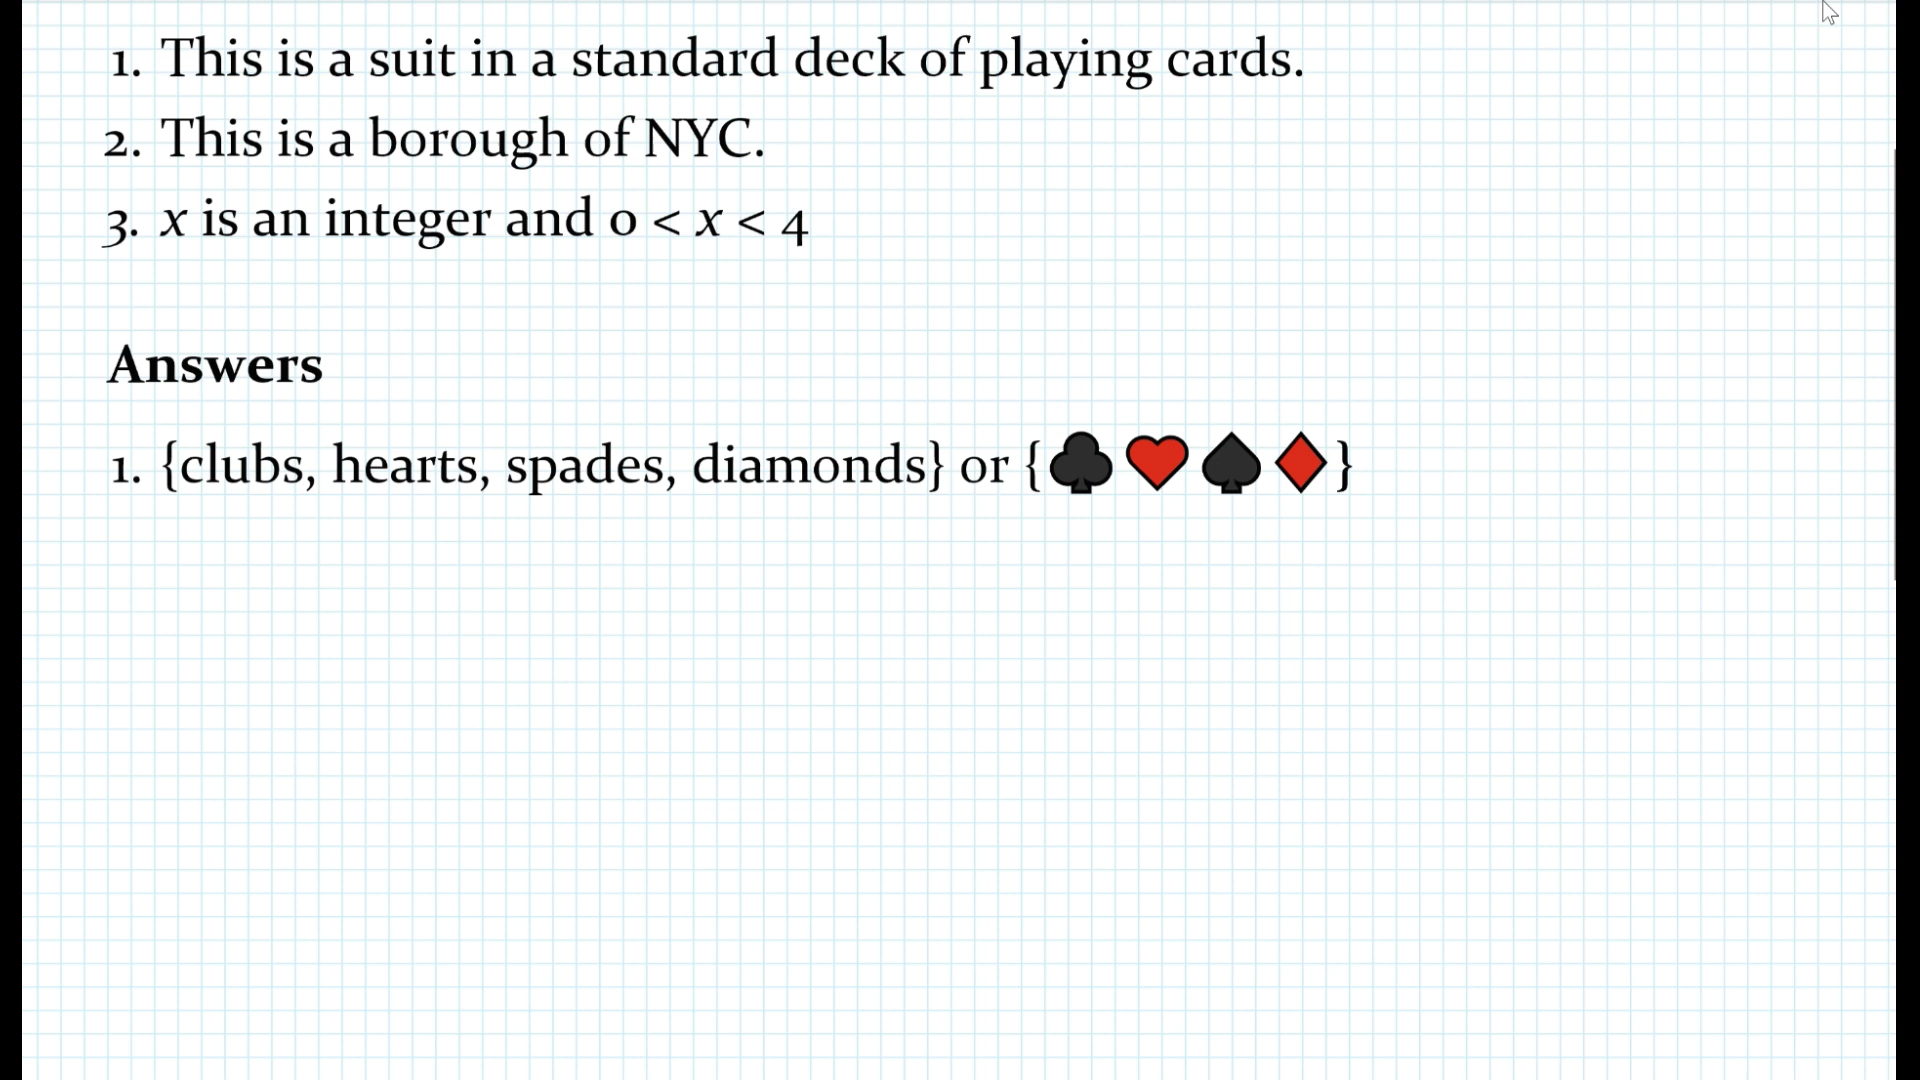 1. This is a suit in a standard deck of playing cards.
2. This is a borough of NYC.
3. x is an integer and 0 < x < 4
Answers
1. {clubs, hearts, spades, diamonds} or {♣♥♠♦}